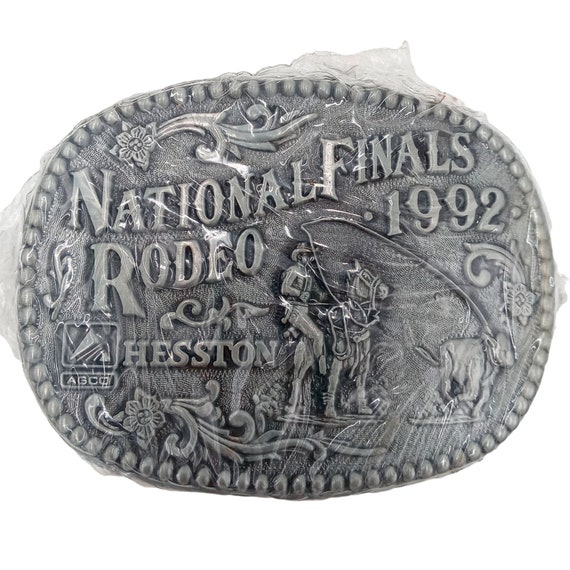 NATIONAL FINALS
RODEO · 1992 ·
HESSTON
AGCO